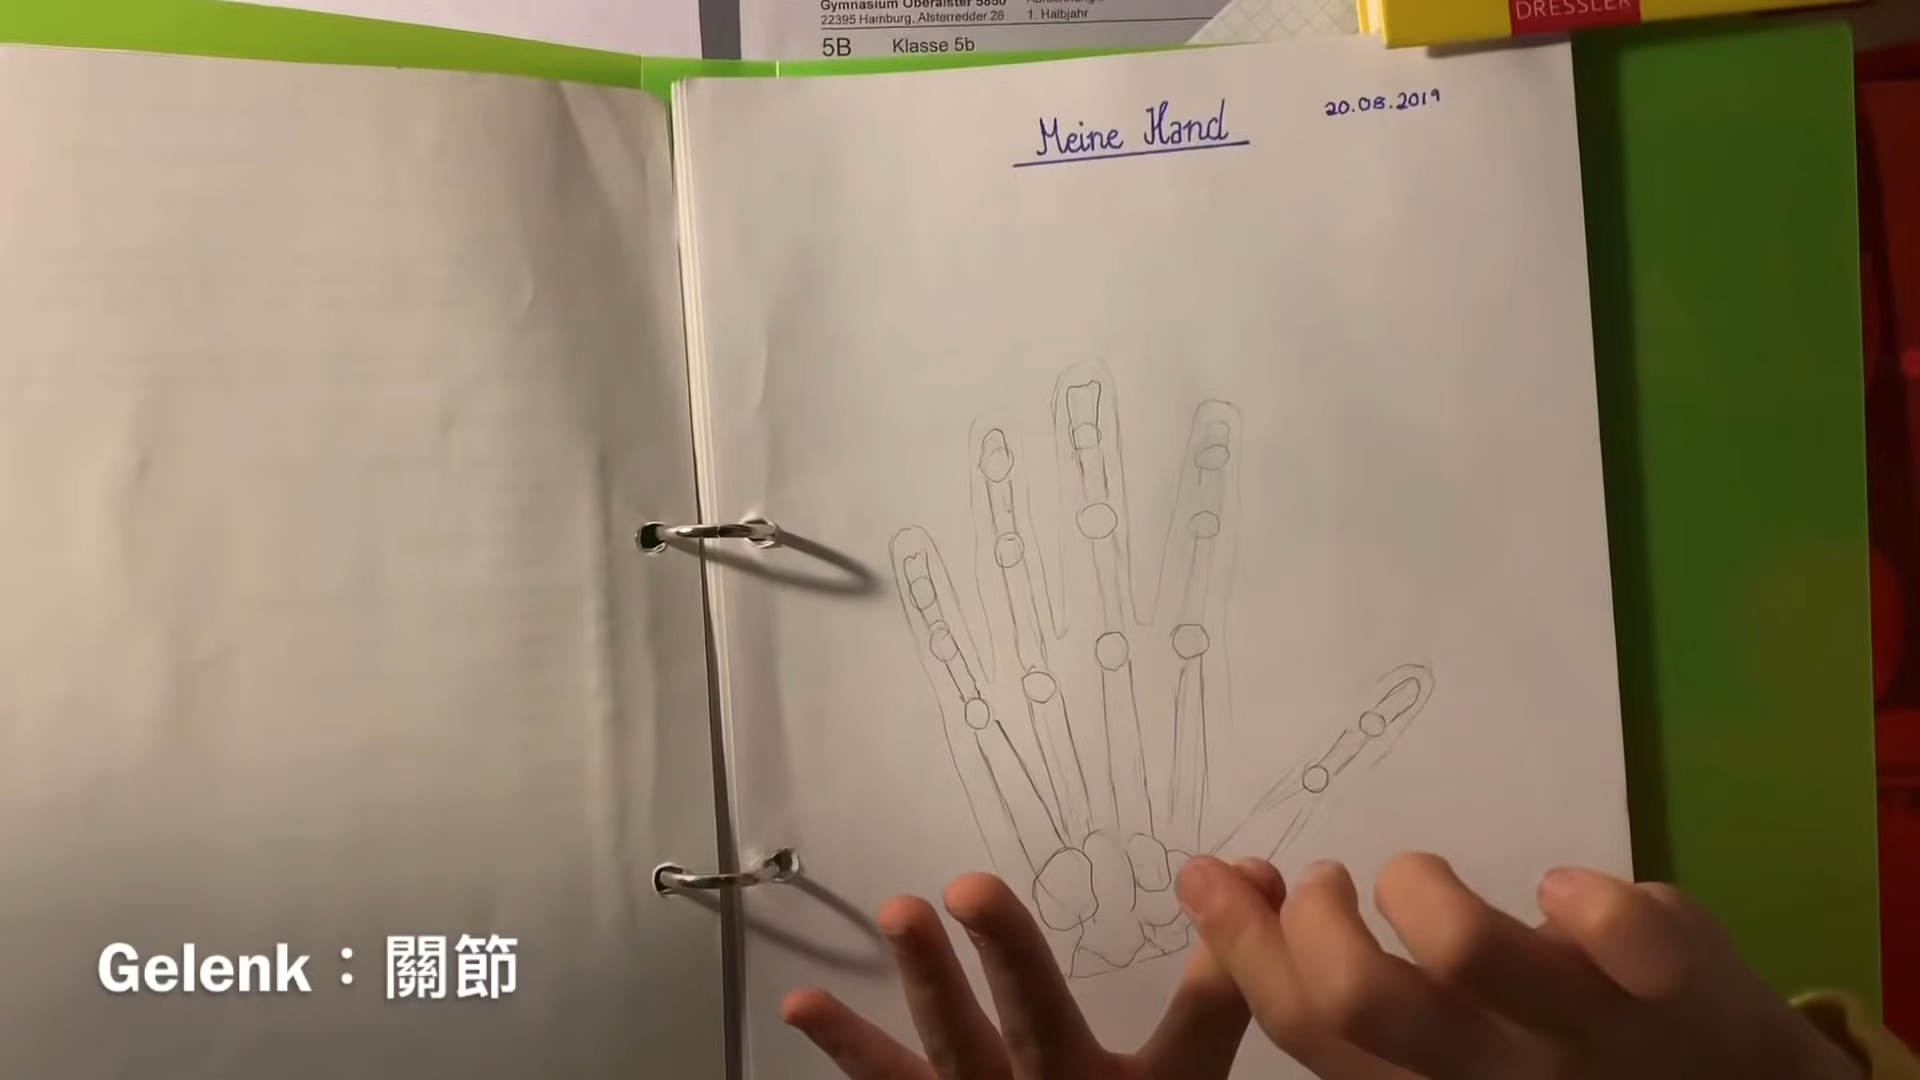 Gymnasium Oberalster 5850
22395 Hamburg, Alsterredder 26
1. Halbjahr
5B Klasse 5b
DRESSLER
Meine Hand
20.08.2019
Gelenk：關節